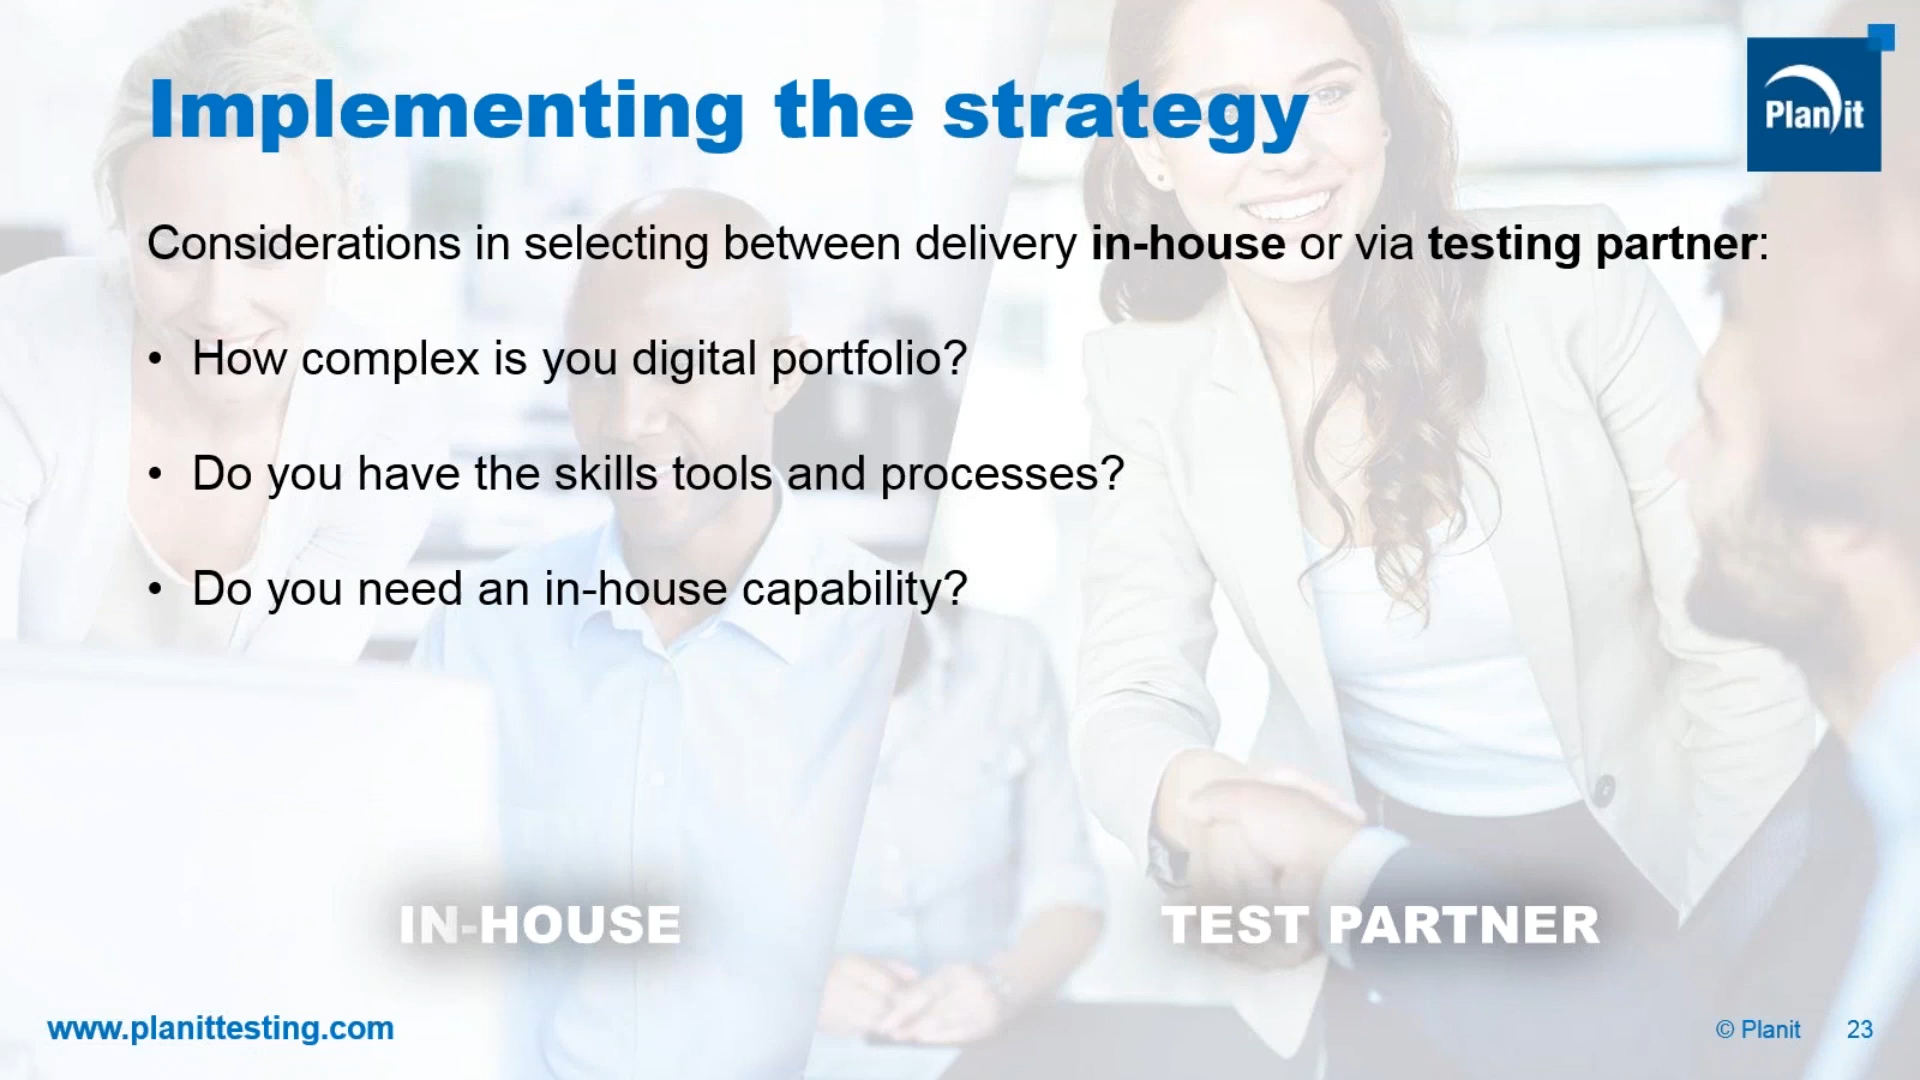 Implementing the strategy
Planit
Considerations in selecting between delivery in-house or via testing partner:
• How complex is you digital portfolio?
• Do you have the skills tools and processes?
• Do you need an in-house capability?
IN-HOUSE
TEST PARTNER
www.planittesting.com
© Planit 23